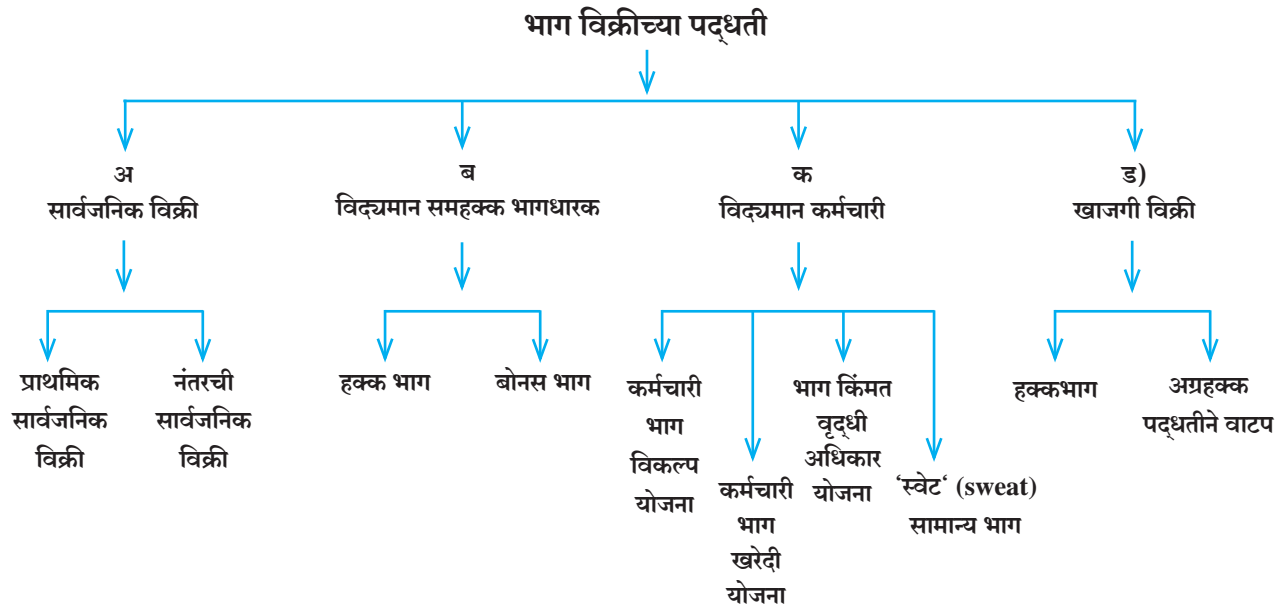 भाग विक्रीच्या पद्धती
अ
सार्वजनिक विक्री
ब
विद्यमान समहक्क भागधारक
क
विद्यमान कर्मचारी
ड)
खाजगी विक्री
प्राथमिक
सार्वजनिक
विक्री
नंतरची
सार्वजनिक
विक्री
हक्क भाग
बोनस भाग
कर्मचारी
भाग
विकल्प
योजना
कर्मचारी
भाग
खरेदी
योजना
भाग किंमत
वृद्धी
अधिकार
योजना
‘स्वेट‘ (sweat)
सामान्य भाग
हक्कभाग
अग्रहक्क
पद्धतीने वाटप